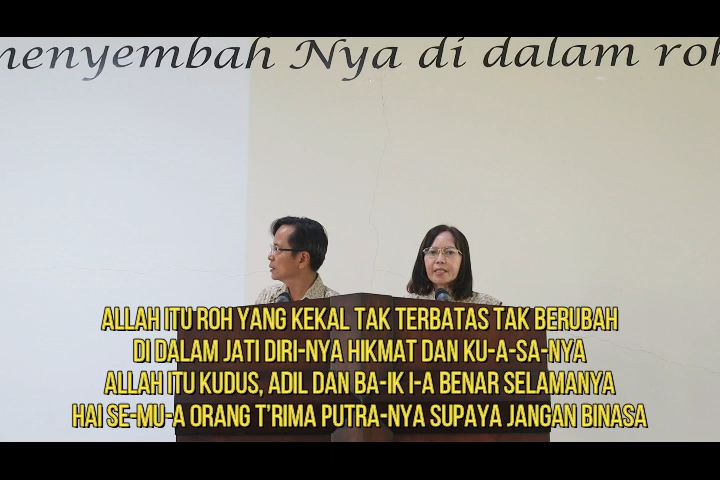 menyembah Nya di dalam roh
ALLAH ITU ROH YANG KEKAL TAK TERBATAS TAK BERUBAH
DI DALAM JATI DIRI-NYA HIKMAT DAN KU-A-SA-NYA
ALLAH ITU KUDUS, ADIL DAN BA-IK I-A BENAR SELAMANYA
HAI SE-MU-A ORANG T'RIMA PUTRA-NYA SUPAYA JANGAN BINASA